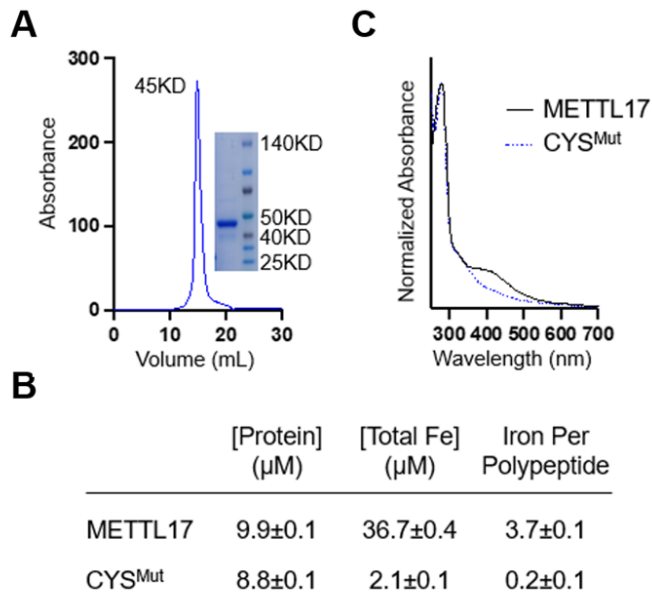 A
300
200
100
0
Absorbance
45KD
140KD
50KD
40KD
25KD
0 10 20 30
Volume (mL)
C
Normalized Absorbance
METTL17
CYSMut
300 400 500 600 700
Wavelength (nm)
B
[Protein] [Total Fe] Iron Per
(μM) (μM) Polypeptide
METTL17 9.9±0.1 36.7±0.4 3.7±0.1
CYSMut 8.8±0.1 2.1±0.1 0.2±0.1